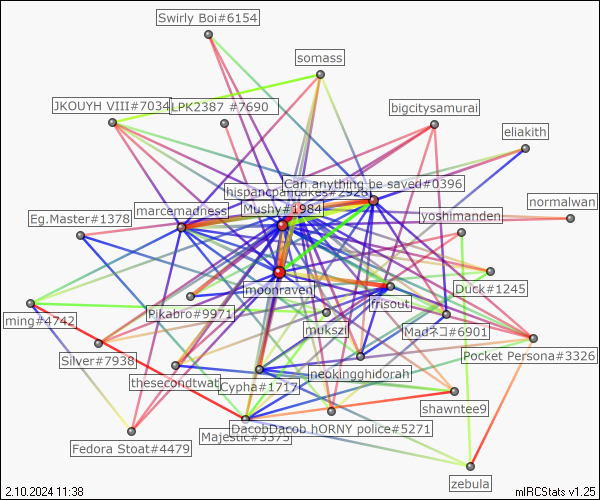 Swirly Boi#6154
somass
JKOUYH VIII#7034
LPK2387 #7690
bigcitysamurai
eliakith
Can anything be saved#0396
hispancpancakes#2928
normalwan
Eg.Master#1378
marcemadness
Mushy#1984
yoshimanden
moonraven
Duck#1245
frisout
ming#4742
Pikabro#9971
mukszi
Madネコ#6901
Silver#7938
Pocket Persona#3326
thesecondtwat
Cypha#1717
neokingghidorah
shawntee9
Fedora Stoat#4479
Majestic#3375
DacobDacob hORNY police#5271
zebula
2.10.2024 11:38
mIRCStats v1.25